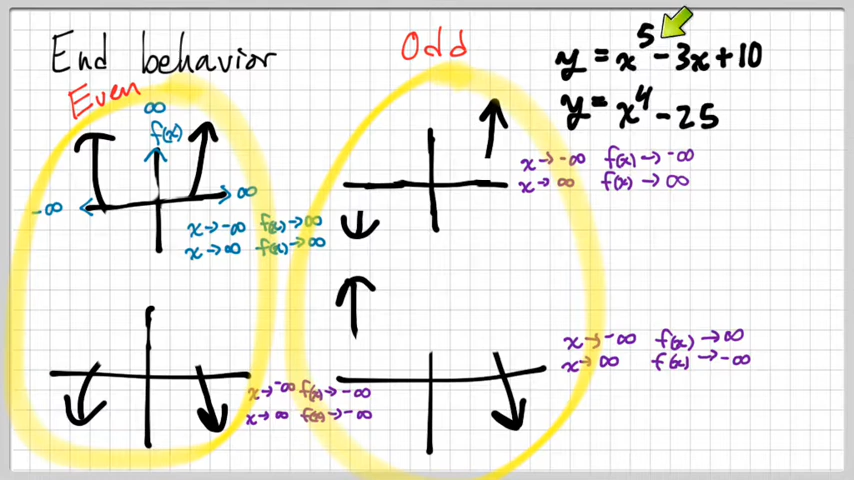 End behavior
Even
Odd
y = x⁵ - 3x + 10
y = x⁴ - 25
∞
f(x)
-∞
∞
x → -∞ f(x) → ∞
x → ∞ f(x) → ∞
x → -∞ f(x) → -∞
x → ∞ f(x) → ∞
x → -∞ f(x) → -∞
x → ∞ f(x) → -∞
x → -∞ f(x) → ∞
x → ∞ f(x) → -∞